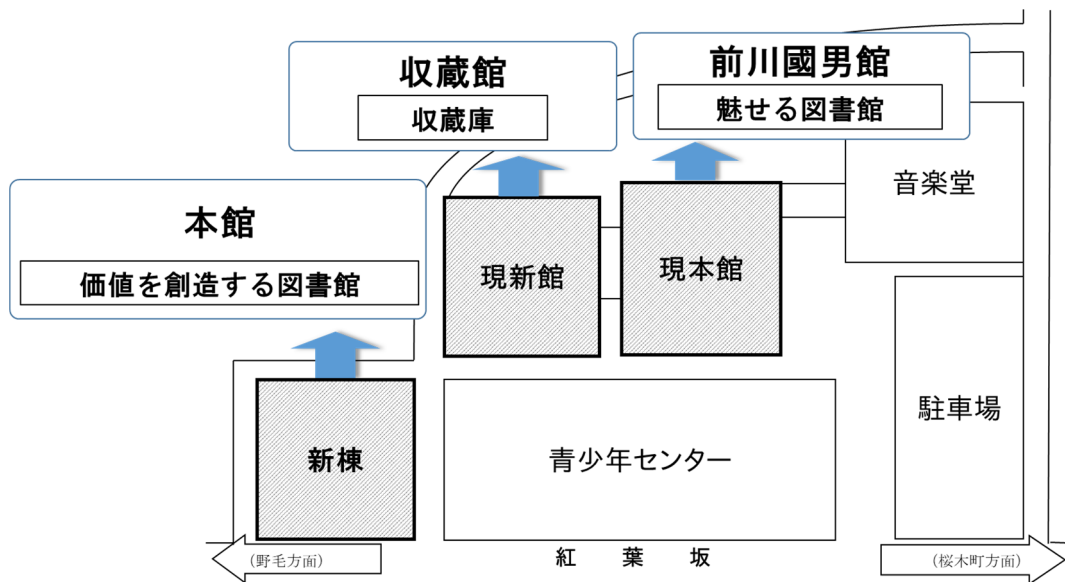 収蔵館
収蔵庫
前川國男館
魅せる図書館
音楽堂
本館
価値を創造する図書館
現新館
現本館
駐車場
新棟
青少年センター
(野毛方面)
紅葉坂
(桜木町方面)